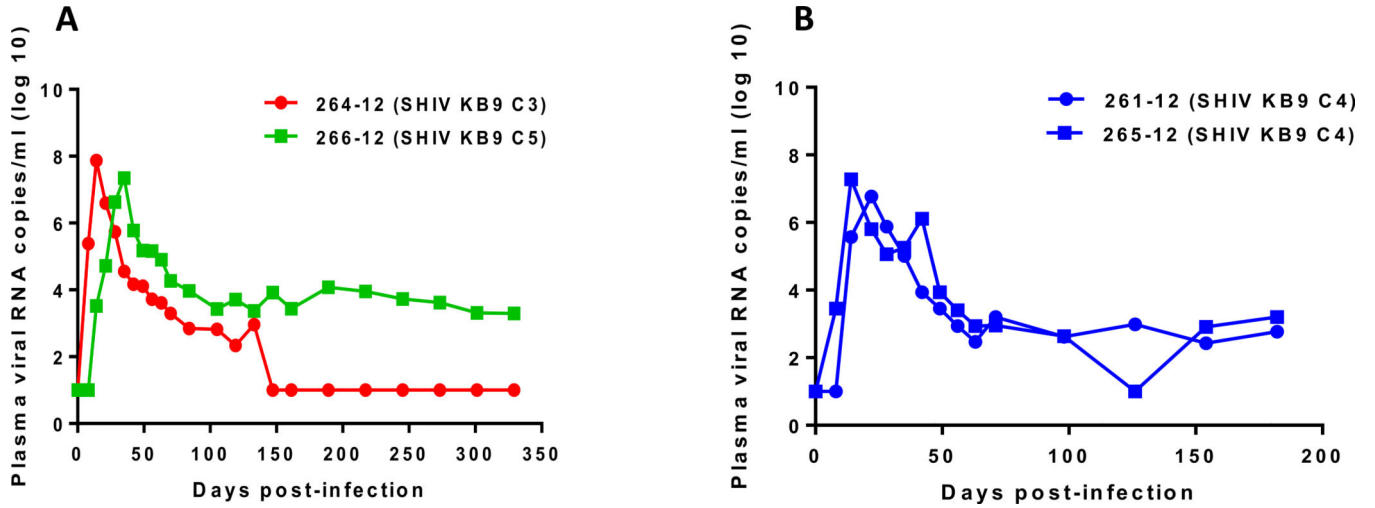 A
Plasma viral RNA copies/ml (log 10)
10
8
6
4
2
0
264-12 (SHIV KB9 C3)
266-12 (SHIV KB9 C5)
0 50 100 150 200 250 300 350
Days post-infection
B
Plasma viral RNA copies/ml (log 10)
10
8
6
4
2
0
261-12 (SHIV KB9 C4)
265-12 (SHIV KB9 C4)
0 50 100 150 200
Days post-infection